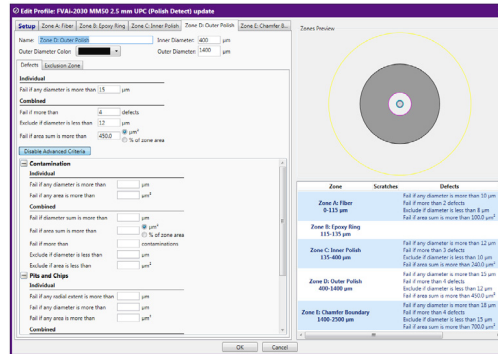 Edit Profile: FVAi-2030 MM50 2.5 mm UPC (Polish Detect) update
Setup
Zone A: Fiber
Zone B: Epoxy Ring
Zone C: Inner Polish
Zone D: Outer Polish
Zone E: Chamfer B...
Name: Zone D: Outer Polish
Inner Diameter: 400 µm
Outer Diameter Color:
Outer Diameter: 1400 µm
Defects
Exclusion Zone
Individual
Fail if any diameter is more than 15 µm
Combined
Fail if more than 4 defects
Exclude if diameter is less than 12 µm
Fail if area sum is more than 450.0 µm²
% of zone area
Disable Advanced Criteria
Contamination
Individual
Fail if any diameter is more than µm
Fail if any area is more than µm²
Combined
Fail if diameter sum is more than µm
Fail if area sum is more than µm²
% of zone area
Fail if more than contaminations
Exclude if diameter is less than µm
Exclude if area is less than µm²
Pits and Chips
Individual
Fail if any radial extent is more than µm
Fail if any diameter is more than µm
Fail if any area is more than µm²
Combined
Zones Preview
Zone Scratches Defects
Zone A: Fiber
0-115 µm
Fail if any diameter is more than 10 µm
Fail if more than 2 defects
Exclude if diameter is less than 8 µm
Fail if area sum is more than 100.0 µm²
Zone B: Epoxy Ring
115-135 µm
Zone C: Inner Polish
135-400 µm
Fail if any diameter is more than 12 µm
Fail if more than 3 defects
Exclude if diameter is less than 10 µm
Fail if area sum is more than 240.0 µm²
Zone D: Outer Polish
400-1400 µm
Fail if any diameter is more than 15 µm
Fail if more than 4 defects
Exclude if diameter is less than 12 µm
Fail if area sum is more than 450.0 µm²
Zone E: Chamfer Boundary
1400-2500 µm
Fail if any diameter is more than 18 µm
Fail if more than 4 defects
Exclude if diameter is less than 15 µm
Fail if area sum is more than 700.0 µm²
OK
Cancel